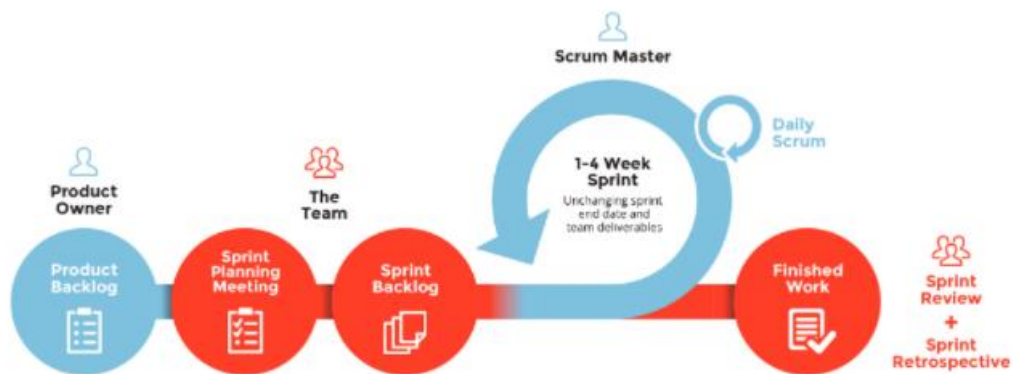 Scrum Master
Daily
Scrum
1-4 Week
Sprint
Unchanging sprint
end date and
team deliverables
Product
Owner
The
Team
Product
Backlog
Sprint
Planning
Meeting
Sprint
Backlog
Finished
Work
Sprint
Review
+
Sprint
Retrospective